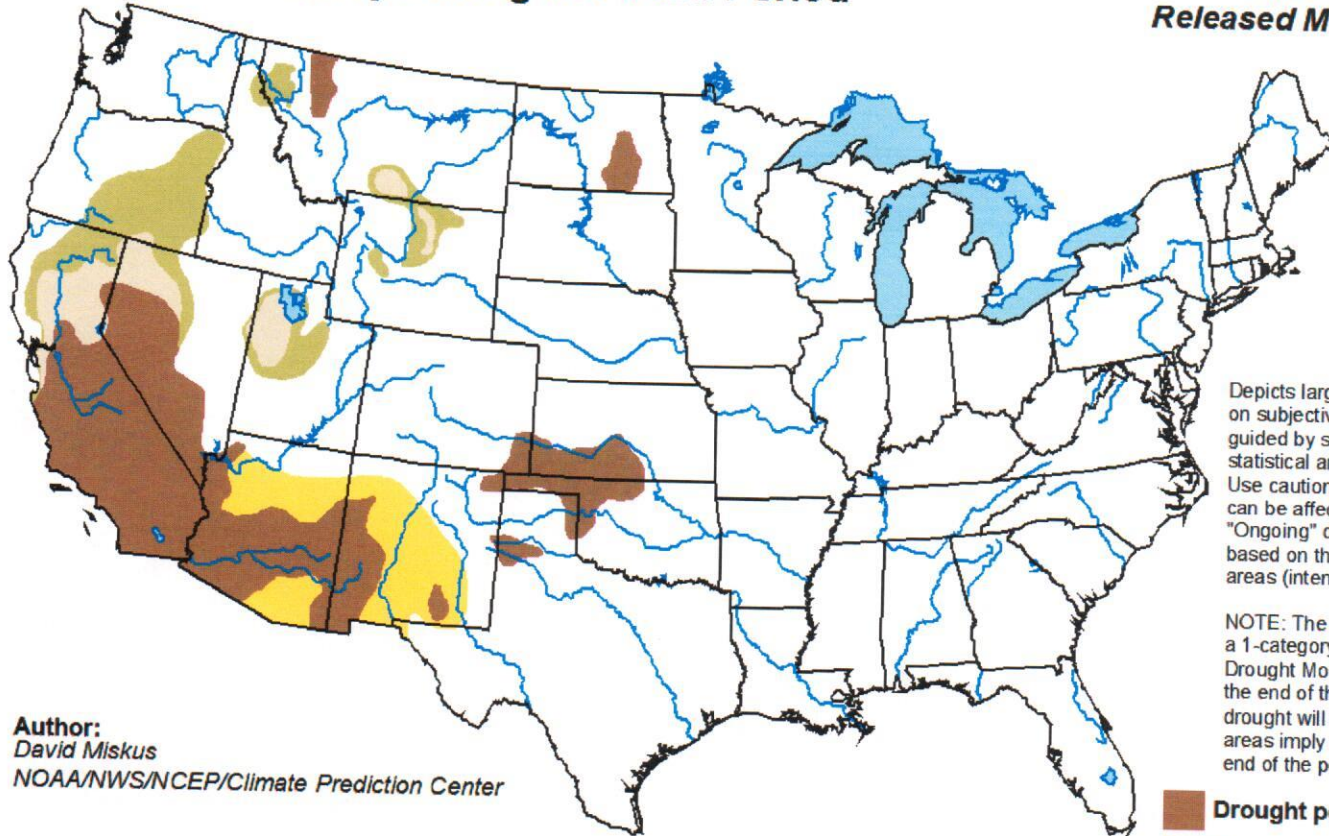 Released M
Depicts larg
on subjectiv
guided by s
statistical an
Use caution
can be affec
"Ongoing" d
based on th
areas (inten
NOTE: The
a 1-category
Drought Mo
the end of th
drought will
areas imply
end of the p
Author:
David Miskus
NOAA/NWS/NCEP/Climate Prediction Center
Drought pe